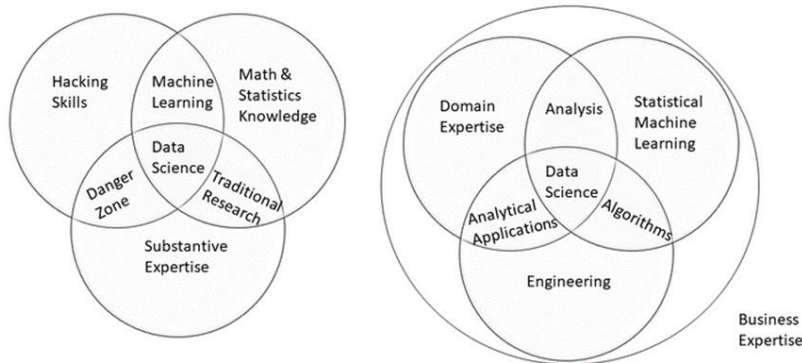 Hacking
Skills
Machine
Learning
Math &
Statistics
Knowledge
Data
Science
Danger
Zone
Traditional
Research
Substantive
Expertise
Domain
Expertise
Analysis
Statistical
Machine
Learning
Data
Science
Analytical
Applications
Algorithms
Engineering
Business
Expertise